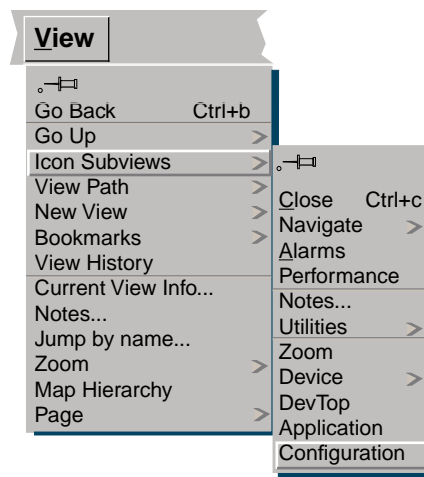 View
Go Back Ctrl+b
Go Up
Icon Subviews
View Path
New View
Bookmarks
View History
Current View Info...
Notes...
Jump by name...
Zoom
Map Hierarchy
Page
Close Ctrl+c
Navigate
Alarms
Performance
Notes...
Utilities
Zoom
Device
DevTop
Application
Configuration